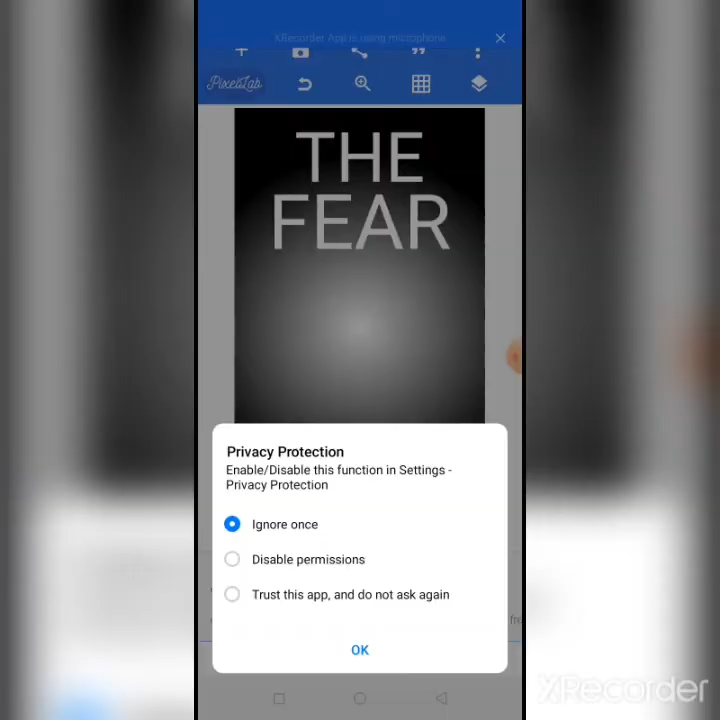 XRecorder App is using microphone
PixelLab
THE
FEAR
Privacy Protection
Enable/Disable this function in Settings -
Privacy Protection
Ignore once
Disable permissions
Trust this app, and do not ask again
OK
XRecorder